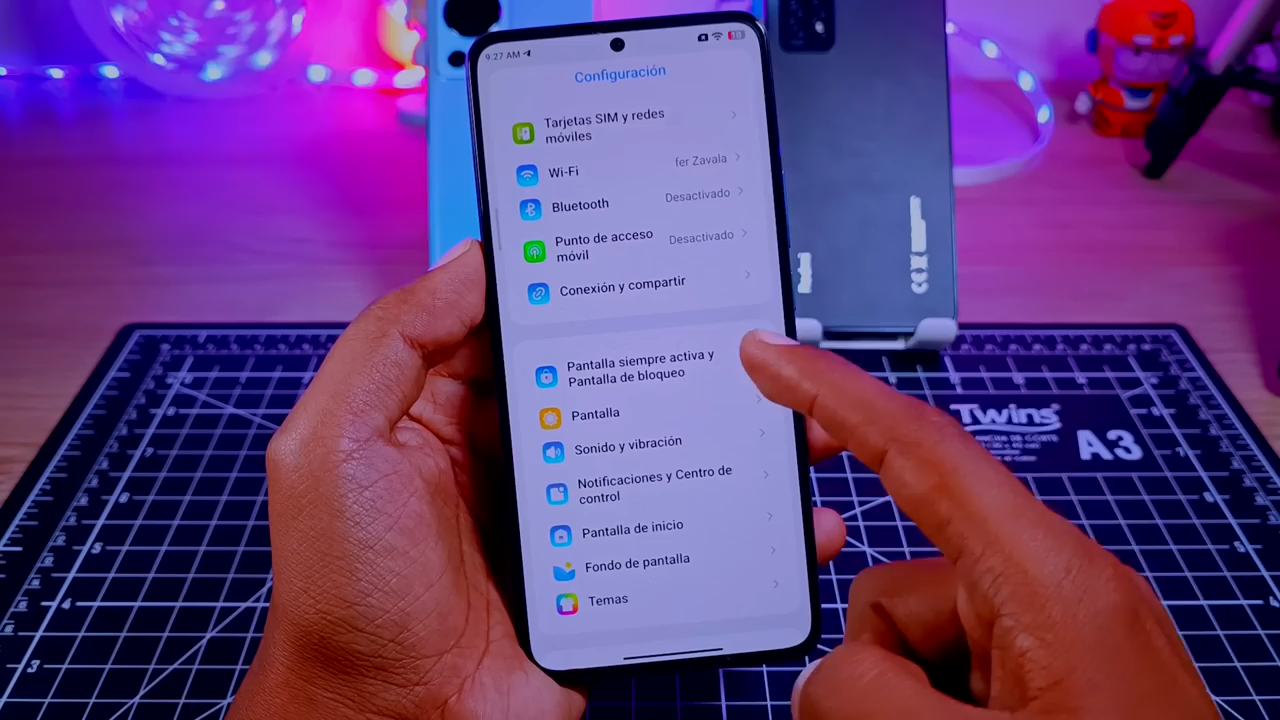 9:27 AM
18
Configuración
Tarjetas SIM y redes
móviles
Wi-Fi
fer Zavala
Bluetooth
Desactivado
Punto de acceso
móvil
Desactivado
Conexión y compartir
Pantalla siempre activa y
Pantalla de bloqueo
Pantalla
Sonido y vibración
Notificaciones y Centro de
control
Pantalla de inicio
Fondo de pantalla
Temas
Twins
A3